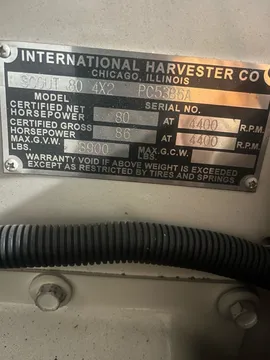 INTERNATIONAL HARVESTER CO
CHICAGO, ILLINOIS
SCOUT 80 4X2
MODEL SERIAL NO.
CERTIFIED NET HORSEPOWER 80 AT 4400 R.P.M.
CERTIFIED GROSS HORSEPOWER 86 AT 4400 R.P.M.
MAX.G.V.W. LBS. 3900 MAX.G.C.W. LBS.
WARRANTY VOID IF ABOVE WEIGHT IS EXCEEDED
RESTRICTED BY TIRES AND SPRINGS